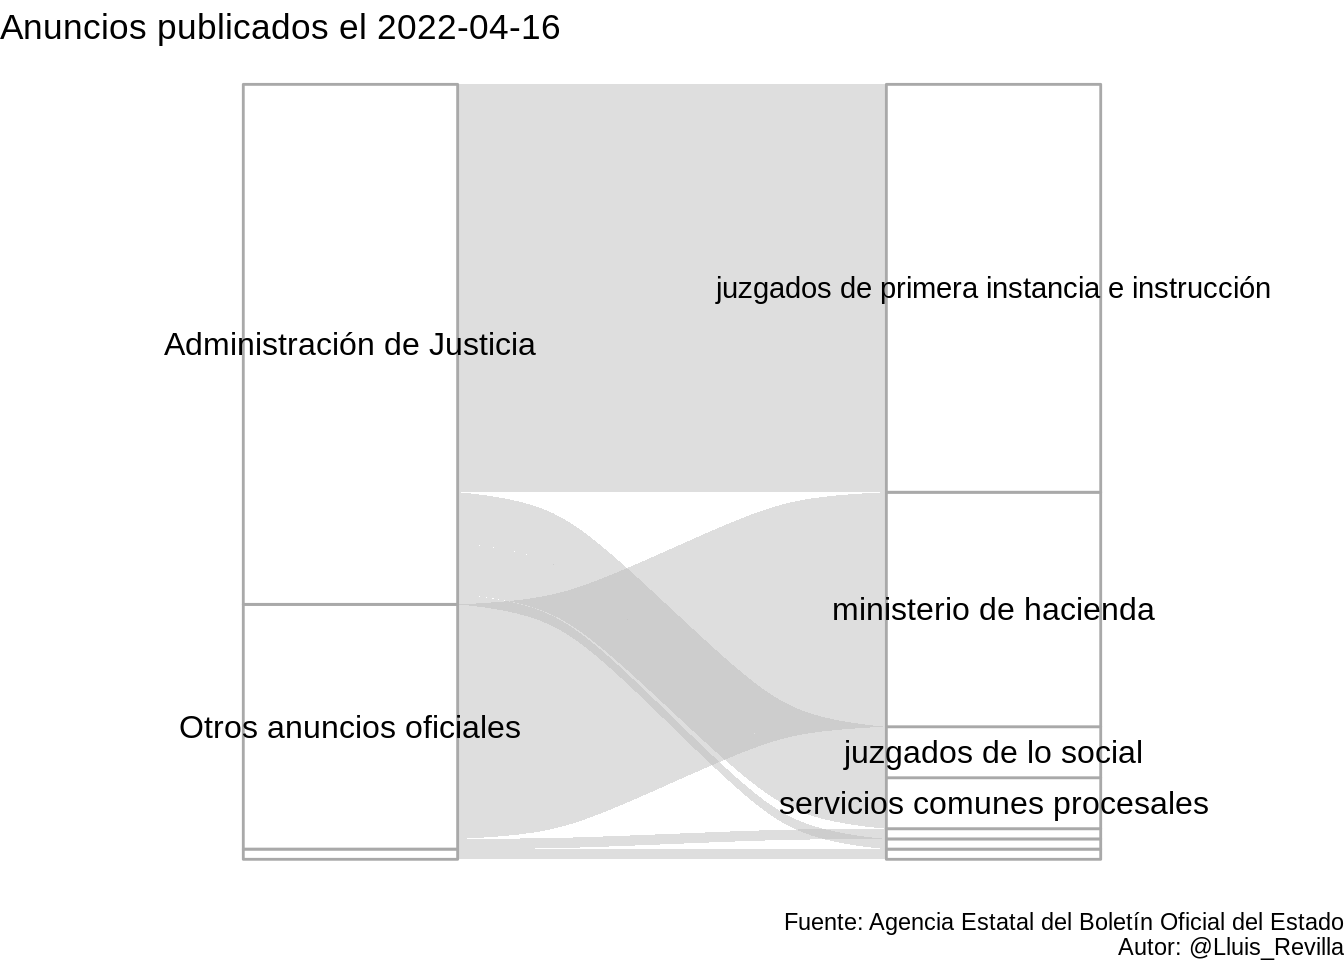 Anuncios publicados el 2022-04-16
juzgados de primera instancia e instrucción
Administración de Justicia
ministerio de hacienda
Otros anuncios oficiales
juzgados de lo social
servicios comunes procesales
Fuente: Agencia Estatal del Boletín Oficial del Estado
Autor: @Lluis_Revilla